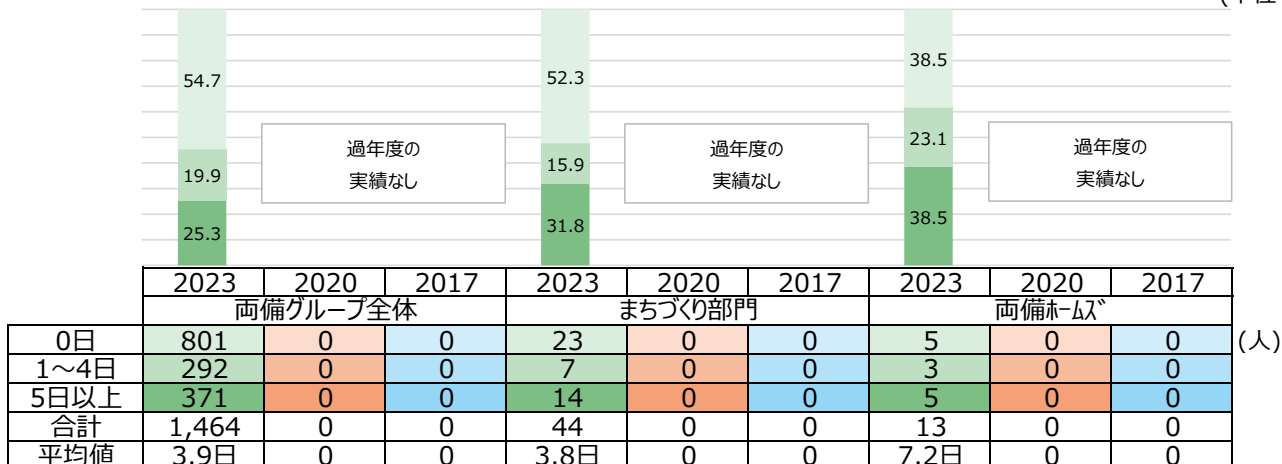 54.7
52.3
38.5
過年度の
実績なし
過年度の
実績なし
過年度の
実績なし
19.9
15.9
23.1
25.3
31.8
38.5
2023 2020 2017 2023 2020 2017 2023 2020 2017
両備グループ全体 まちづくり部門 両備ホームズ
0日 801 0 0 23 0 0 5 0 0 (人)
1～4日 292 0 0 7 0 0 3 0 0
5日以上 371 0 0 14 0 0 5 0 0
合計 1,464 0 0 44 0 0 13 0 0
平均値 3.9日 0 0 3.8日 0 0 7.2日 0 0